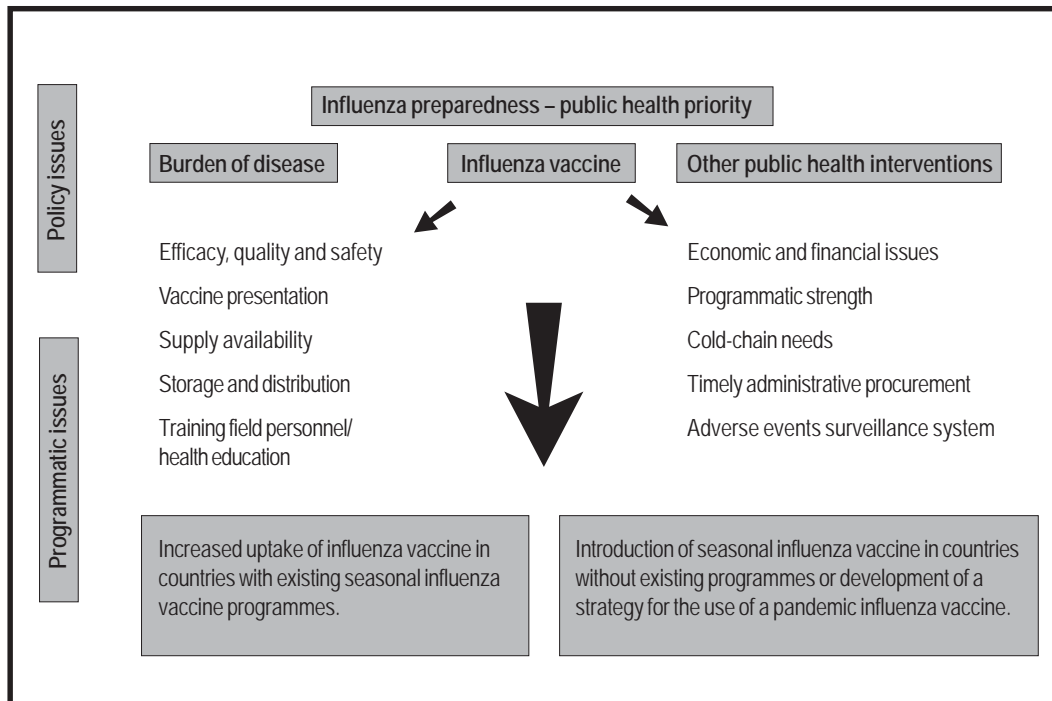 Policy issues
Programmatic issues
Influenza preparedness – public health priority
Burden of disease
Influenza vaccine
Other public health interventions
Efficacy, quality and safety
Vaccine presentation
Supply availability
Storage and distribution
Training field personnel/
health education
Economic and financial issues
Programmatic strength
Cold-chain needs
Timely administrative procurement
Adverse events surveillance system
Increased uptake of influenza vaccine in
countries with existing seasonal influenza
vaccine programmes.
Introduction of seasonal influenza vaccine in countries
without existing programmes or development of a
strategy for the use of a pandemic influenza vaccine.